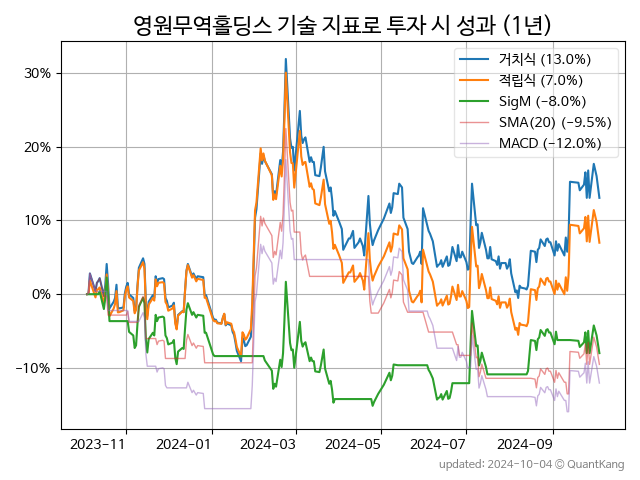 영원무역홀딩스 기술 지표로 투자 시 성과 (1년)
거치식 (13.0%)
적립식 (7.0%)
SigM (−8.0%)
SMA(20) (−9.5%)
MACD (−12.0%)
30%
20%
10%
0%
−10%
2023−11
2024−01
2024−03
2024−05
2024−07
2024−09
updated: 2024-10-04 © QuantKang